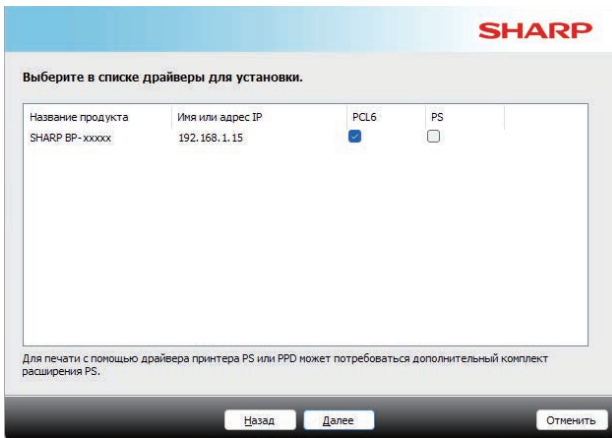 SHARP
Выберите в списке драйверы для установки.
Название продукта Имя или адрес IP PCL6 PS
SHARP BP-xxxxx 192.168.1.15
Для печати с помощью драйвера принтера PS или PPD может потребоваться дополнительный комплект
расширения PS.
Назад Далее Отменить